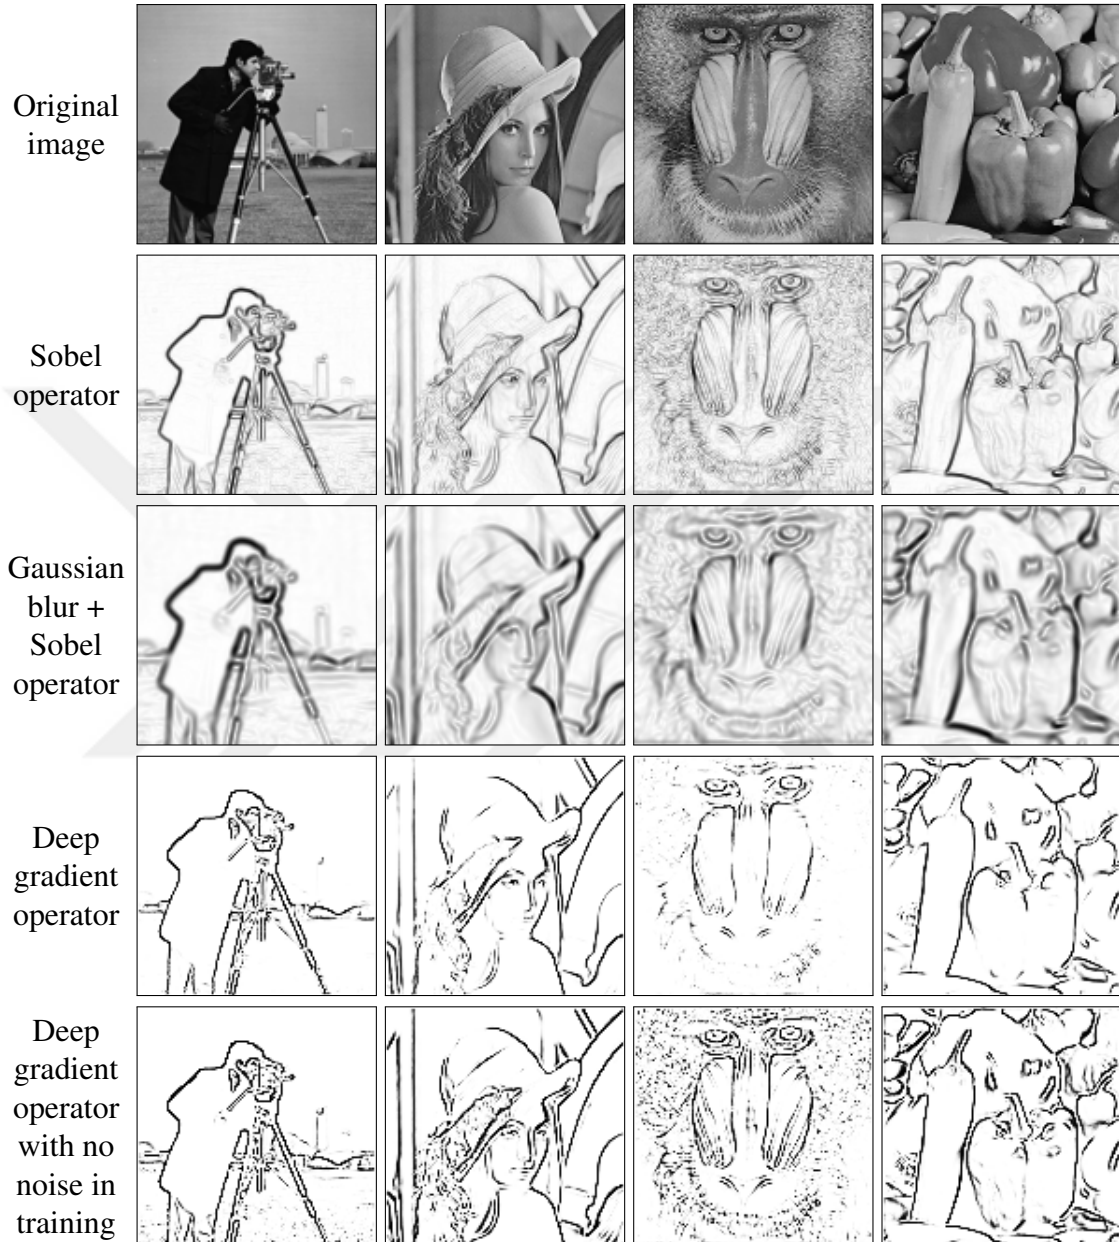 Original
image
Sobel
operator
Gaussian
blur +
Sobel
operator
Deep
gradient
operator
Deep
gradient
operator
with no
noise in
training